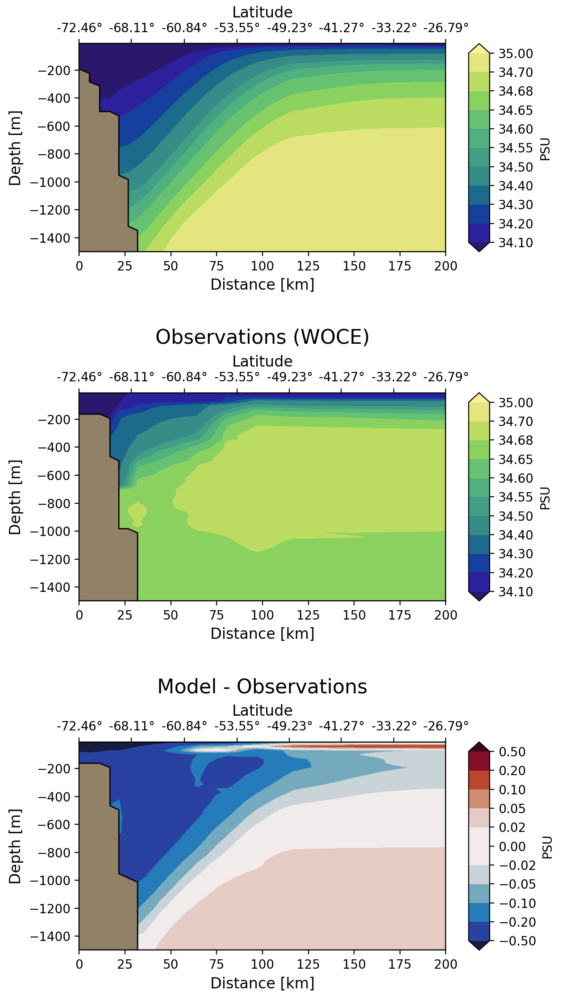 Latitude
-72.46° -68.11° -60.84° -53.55° -49.23° -41.27° -33.22° -26.79°
35.00
34.70
34.68
34.65
34.60
34.55
34.50
34.40
34.30
34.20
34.10
PSU
Depth [m]
−200
−400
−600
−800
−1000
−1200
−1400
0 25 50 75 100 125 150 175 200
Distance [km]
Observations (WOCE)
Latitude
-72.46° -68.11° -60.84° -53.55° -49.23° -41.27° -33.22° -26.79°
35.00
34.70
34.68
34.65
34.60
34.55
34.50
34.40
34.30
34.20
34.10
PSU
Depth [m]
−200
−400
−600
−800
−1000
−1200
−1400
0 25 50 75 100 125 150 175 200
Distance [km]
Model - Observations
Latitude
-72.46° -68.11° -60.84° -53.55° -49.23° -41.27° -33.22° -26.79°
0.50
0.20
0.10
0.05
0.02
0.00
−0.02
−0.05
−0.10
−0.20
−0.50
PSU
Depth [m]
−200
−400
−600
−800
−1000
−1200
−1400
0 25 50 75 100 125 150 175 200
Distance [km]